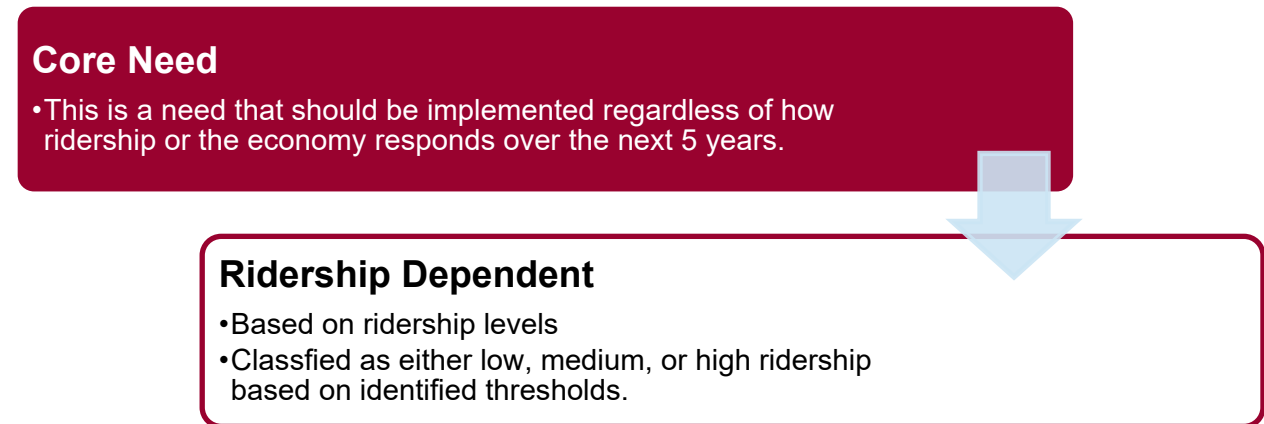 Core Need
•This is a need that should be implemented regardless of how
ridership or the economy responds over the next 5 years.
Ridership Dependent
•Based on ridership levels
•Classfied as either low, medium, or high ridership
based on identified thresholds.